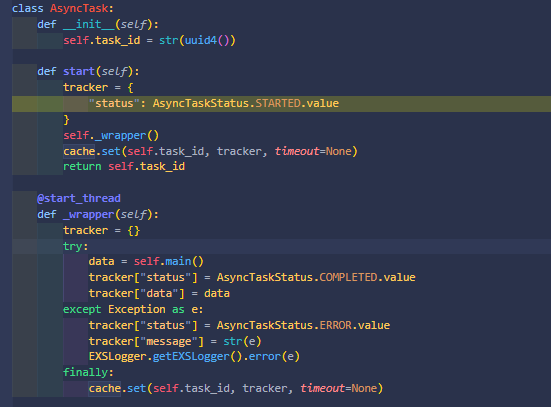 class AsyncTask:
    def __init__(self):
        self.task_id = str(uuid4())

    def start(self):
        tracker = {
            "status": AsyncTaskStatus.STARTED.value
        }
        self._wrapper()
        cache.set(self.task_id, tracker, timeout=None)
        return self.task_id

    @start_thread
    def _wrapper(self):
        tracker = {}
        try:
            data = self.main()
            tracker["status"] = AsyncTaskStatus.COMPLETED.value
            tracker["data"] = data
        except Exception as e:
            tracker["status"] = AsyncTaskStatus.ERROR.value
            tracker["message"] = str(e)
            EXSLogger.getEXSLogger().error(e)
        finally:
            cache.set(self.task_id, tracker, timeout=None)